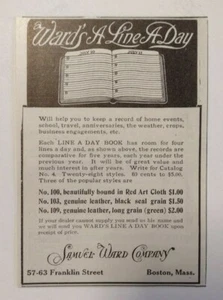 Ward's A Line A Day
Will help you to keep a record of home events,
school, travel, anniversaries, the weather, crops,
business engagements, etc.
Each LINE A DAY BOOK has room for four
lines a day and, as shown above, the records are
comparative for five years, each year under the
previous year. It will be of great value and
much interest in after years. Write for Catalog
No. 4. Twenty-eight styles. 60 cents to $5.00.
Three of the popular styles are
No. 100, beautifully bound in Red Art Cloth $1.00
No. 103, genuine leather, black seal grain $1.50
No. 109, genuine leather, long grain (green) $2.00
If your dealer cannot supply you send us his name and
we will send you WARD'S LINE A DAY BOOK upon
receipt of price.
Samuel Ward Company
57-63 Franklin Street Boston, Mass.